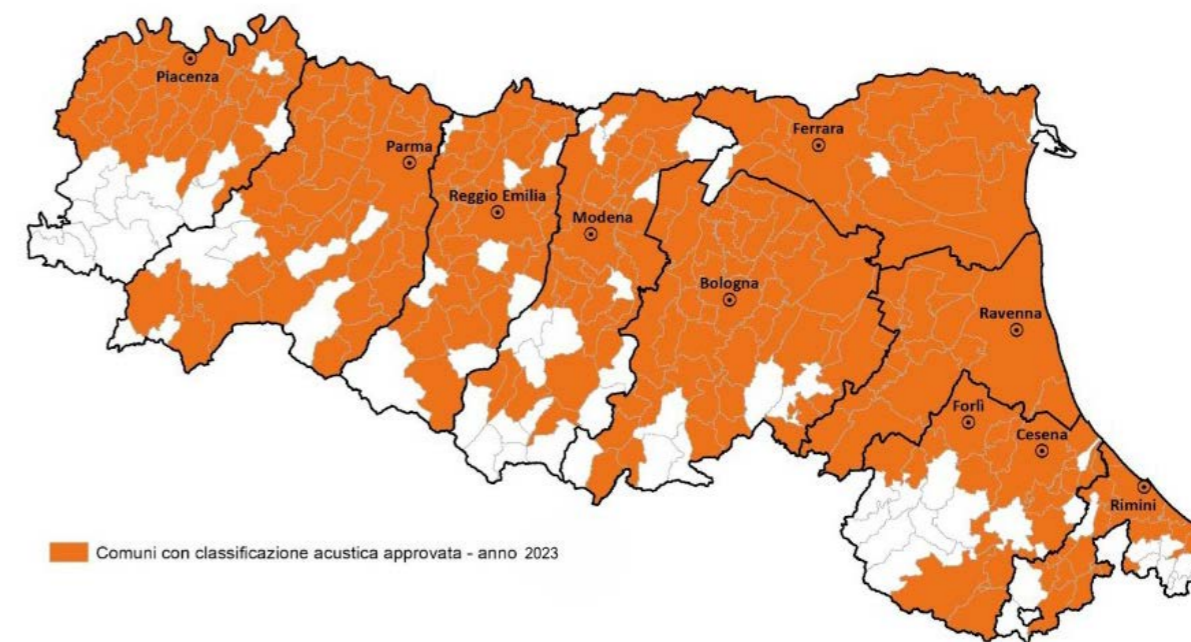 Piacenza
Parma
Reggio Emilia
Modena
Ferrara
Bologna
Ravenna
Forlì
Cesena
Rimini
Comuni con classificazione acustica approvata - anno 2023